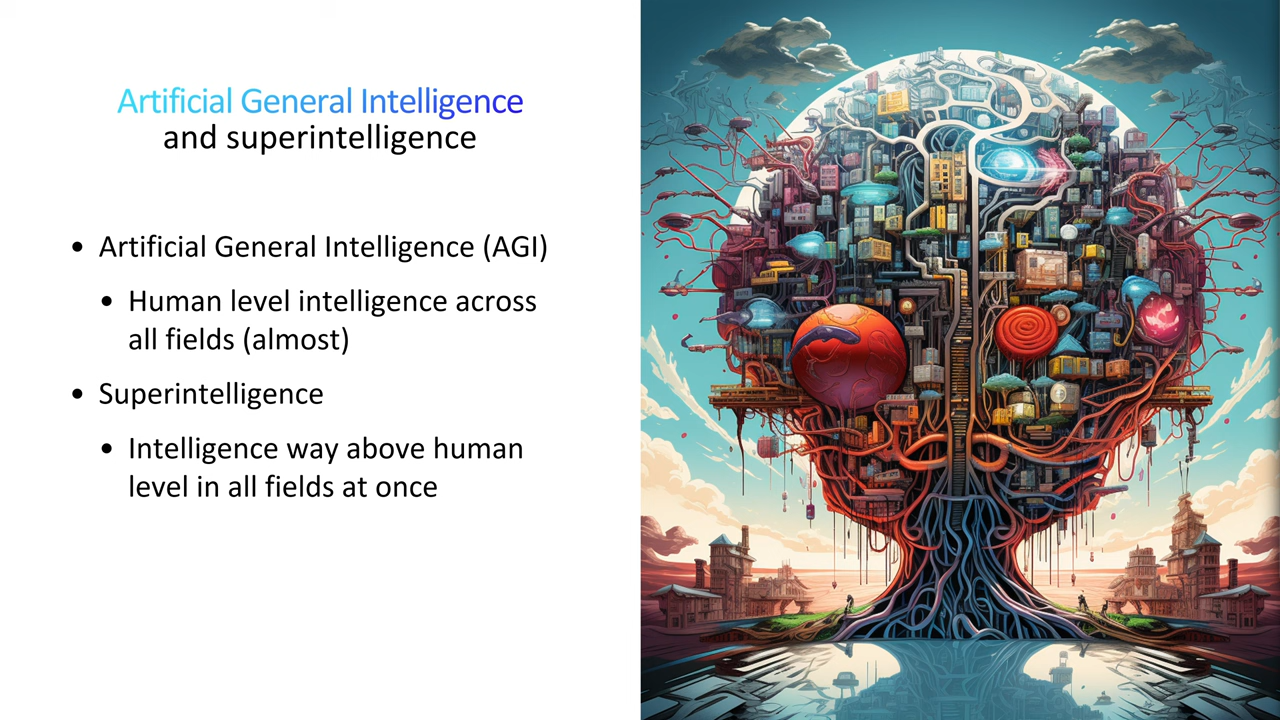 Artificial General Intelligence
and superintelligence
• Artificial General Intelligence (AGI)
• Human level intelligence across
all fields (almost)
• Superintelligence
• Intelligence way above human
level in all fields at once